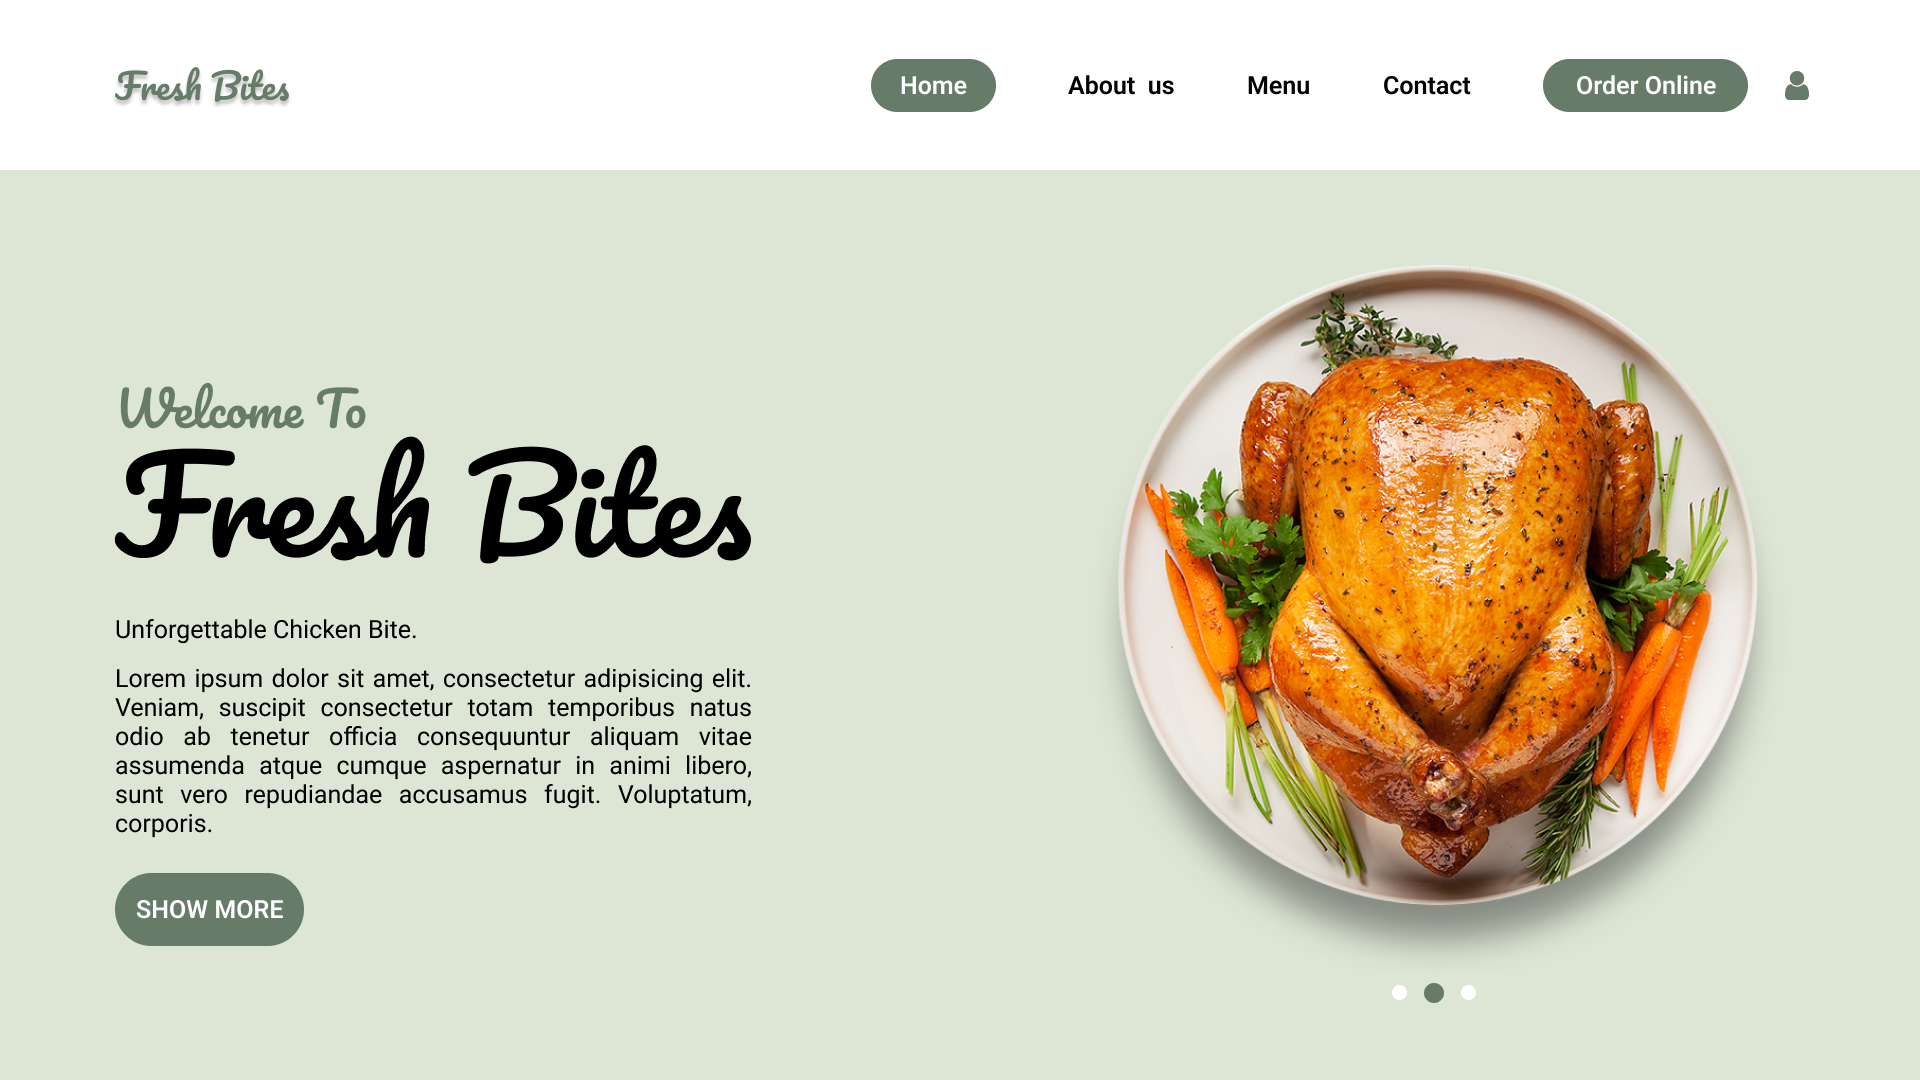 Fresh Bites
Home
About us
Menu
Contact
Order Online
Welcome To
Fresh Bites
Unforgettable Chicken Bite.
Lorem ipsum dolor sit amet, consectetur adipisicing elit.
Veniam, suscipit consectetur totam temporibus natus
odio ab tenetur officia consequuntur aliquam vitae
assumenda atque cumque aspernatur in animi libero,
sunt vero repudiandae accusamus fugit. Voluptatum,
corporis.
SHOW MORE